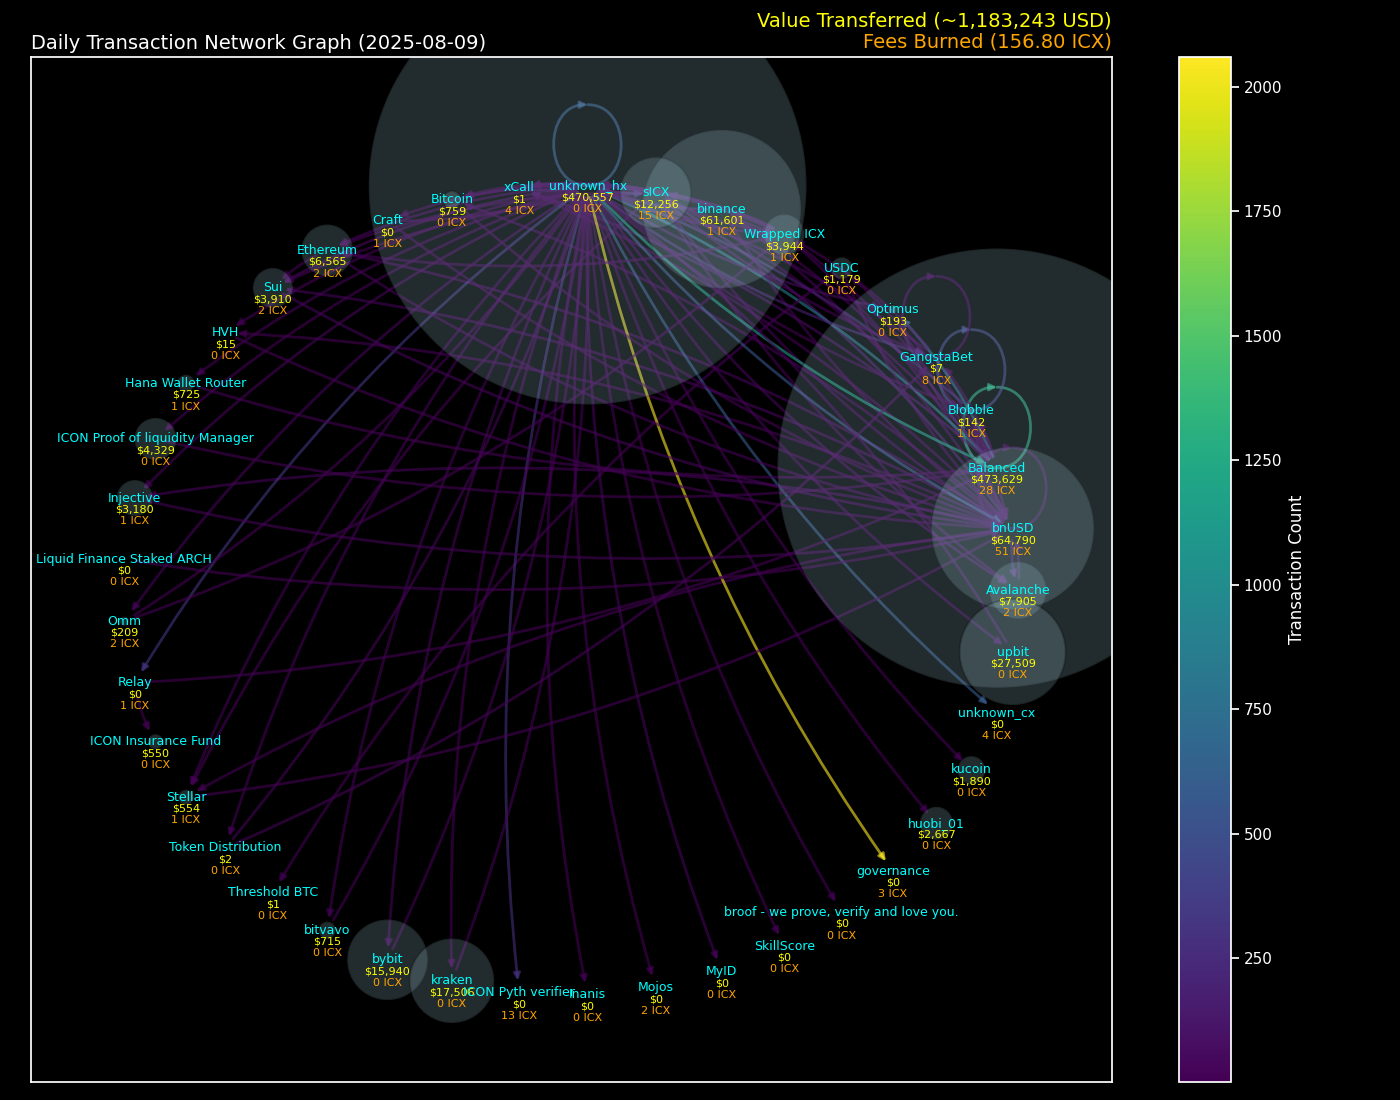 Value Transferred (~1,183,243 USD)
Daily Transaction Network Graph (2025-08-09)
Fees Burned (156.80 ICX)
unknown_hx
$470,557
0 ICX
sICX
$12,256
15 ICX
binance
$61,601
1 ICX
Wrapped ICX
$3,944
1 ICX
USDC
$1,179
0 ICX
Optimus
$193
0 ICX
GangstaBet
$7
8 ICX
Blobble
$142
1 ICX
Balanced
$473,629
28 ICX
bnUSD
$64,790
51 ICX
Avalanche
$7,905
2 ICX
upbit
$27,509
0 ICX
unknown_cx
$0
4 ICX
kucoin
$1,890
0 ICX
huobi_01
$2,667
0 ICX
governance
$0
3 ICX
broof - we prove, verify and love you.
$0
0 ICX
SkillScore
$0
0 ICX
MyID
$0
0 ICX
Mojos
$0
2 ICX
$0
0 ICX
ICON Pyth verifier
$0
13 ICX
kraken
$17,506
0 ICX
bybit
$15,940
0 ICX
bitvavo
$715
0 ICX
Threshold BTC
$1
0 ICX
Token Distribution
$2
0 ICX
Stellar
$554
1 ICX
ICON Insurance Fund
$550
0 ICX
Relay
$0
1 ICX
Omm
$209
2 ICX
Liquid Finance Staked ARCH
$0
0 ICX
Injective
$3,180
1 ICX
ICON Proof of liquidity Manager
$4,329
0 ICX
Hana Wallet Router
$725
1 ICX
HVH
$15
0 ICX
Sui
$3,910
2 ICX
Ethereum
$6,565
2 ICX
Craft
$0
1 ICX
Bitcoin
$759
0 ICX
xCall
$1
4 ICX
2000
1750
1500
1250
1000
750
500
250
Transaction Count